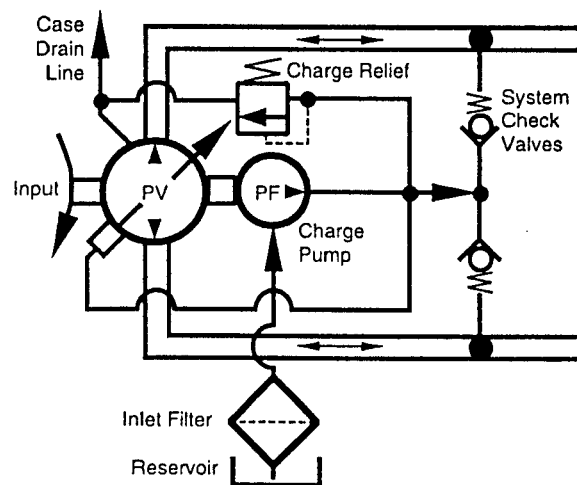 Case
Drain
Line
Charge Relief
System
Check
Valves
Input
PV
PF
Charge
Pump
Inlet Filter
Reservoir